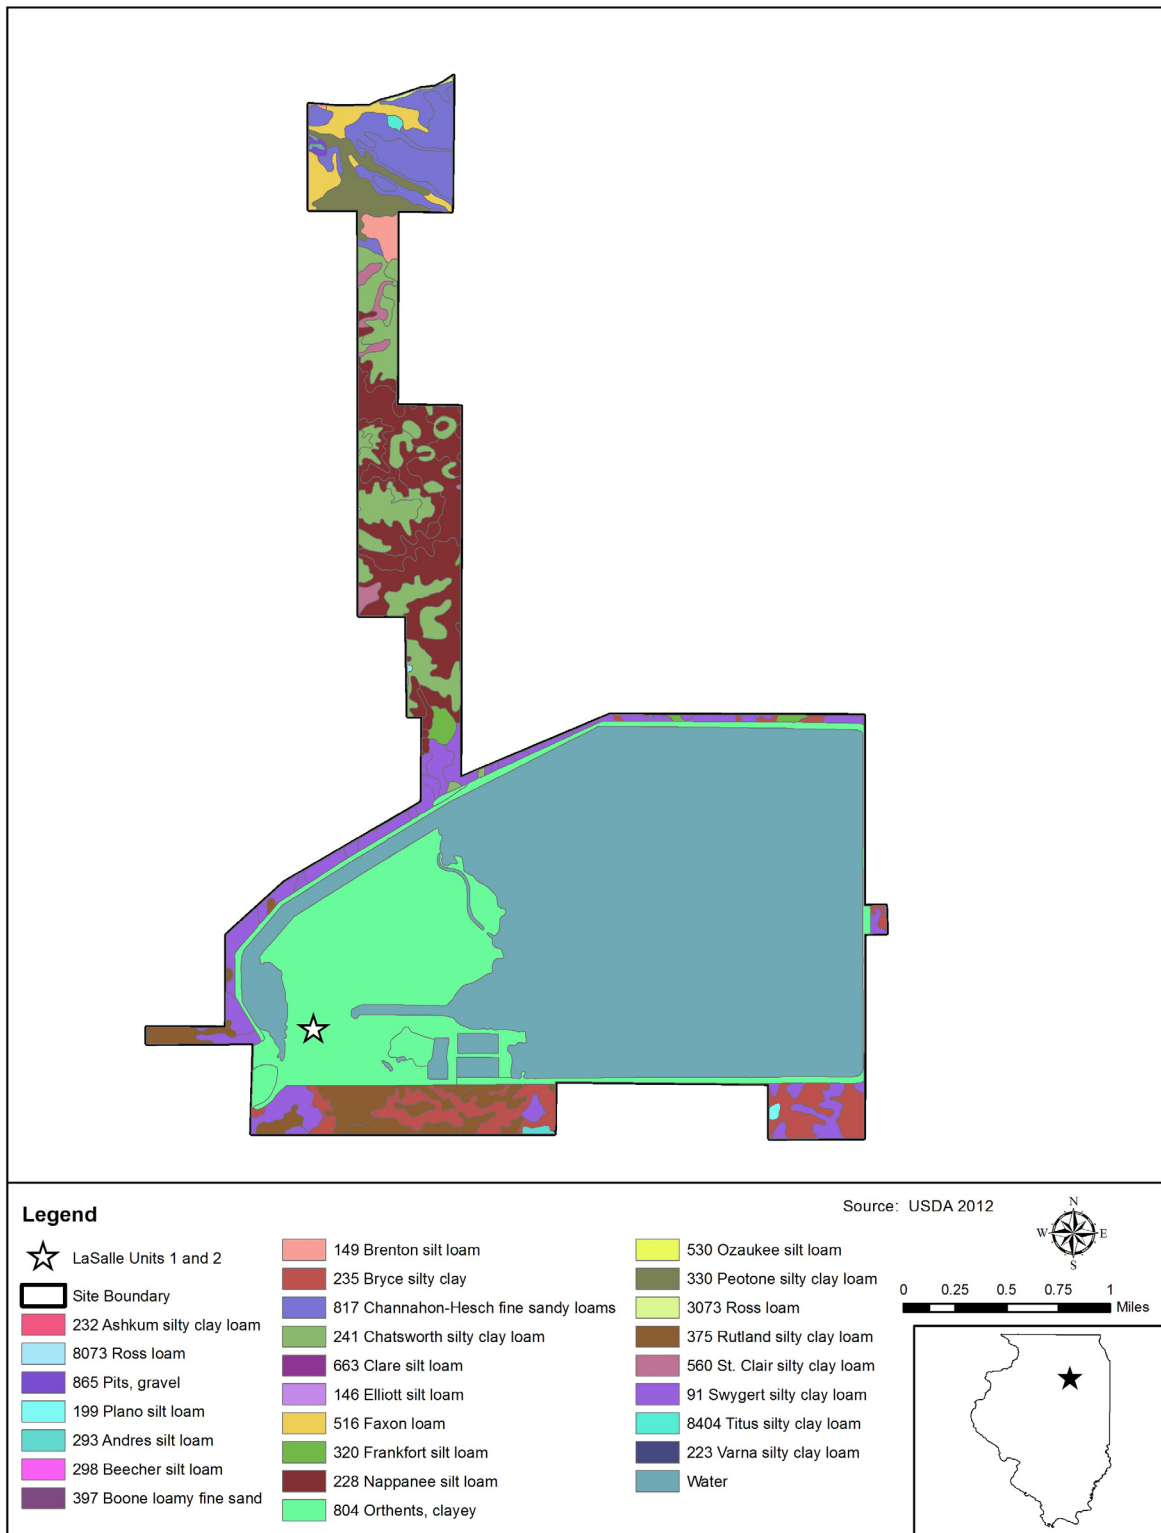 Legend
LaSalle Units 1 and 2
Site Boundary
232 Ashkum silty clay loam
8073 Ross loam
865 Pits, gravel
199 Plano silt loam
293 Andres silt loam
298 Beecher silt loam
397 Boone loamy fine sand
149 Brenton silt loam
235 Bryce silty clay
817 Channahon-Hesch fine sandy loams
241 Chatsworth silty clay loam
663 Clare silt loam
146 Elliott silt loam
516 Faxon loam
320 Frankfort silt loam
228 Nappanee silt loam
804 Orthents, clayey
530 Ozaukee silt loam
330 Peotone silty clay loam
3073 Ross loam
375 Rutland silty clay loam
560 St. Clair silty clay loam
91 Swygert silty clay loam
8404 Titus silty clay loam
223 Varna silty clay loam
Water
Source: USDA 2012
N
W E
S
0 0.25 0.5 0.75 1
Miles